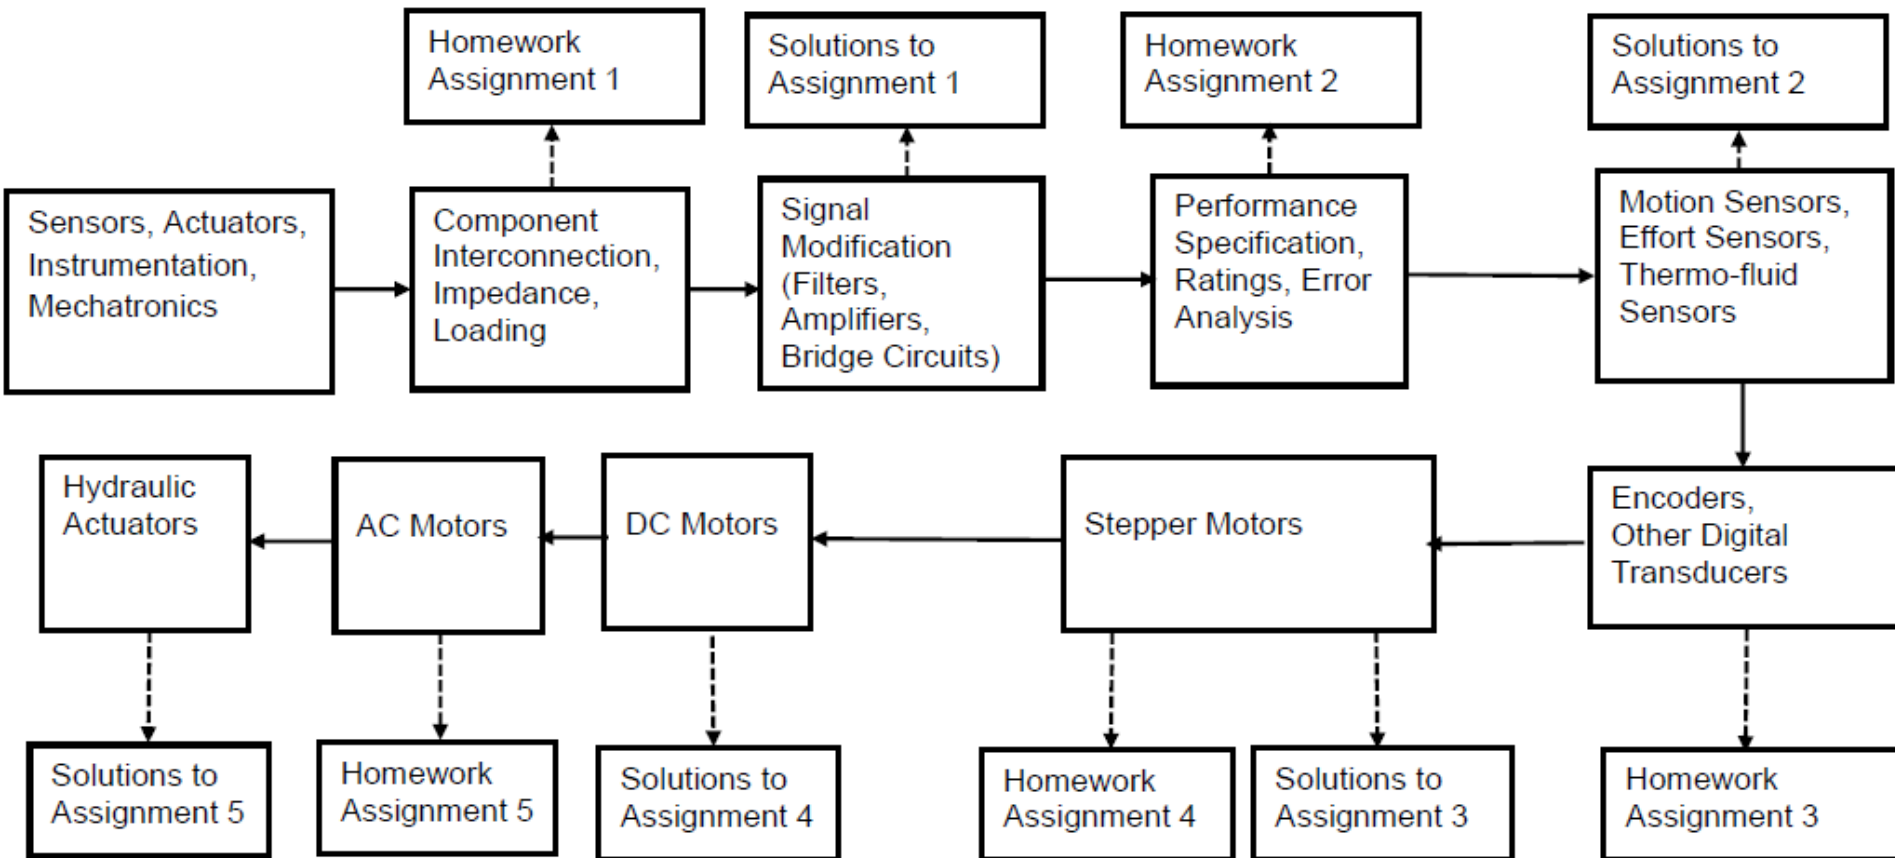 Homework
Assignment 1
Solutions to
Assignment 1
Homework
Assignment 2
Solutions to
Assignment 2
Sensors, Actuators,
Instrumentation,
Mechatronics
Component
Interconnection,
Impedance,
Loading
Signal
Modification
(Filters,
Amplifiers,
Bridge Circuits)
Performance
Specification,
Ratings, Error
Analysis
Motion Sensors,
Effort Sensors,
Thermo-fluid
Sensors
Hydraulic
Actuators
AC Motors
DC Motors
Stepper Motors
Encoders,
Other Digital
Transducers
Solutions to
Assignment 5
Homework
Assignment 5
Solutions to
Assignment 4
Homework
Assignment 4
Solutions to
Assignment 3
Homework
Assignment 3